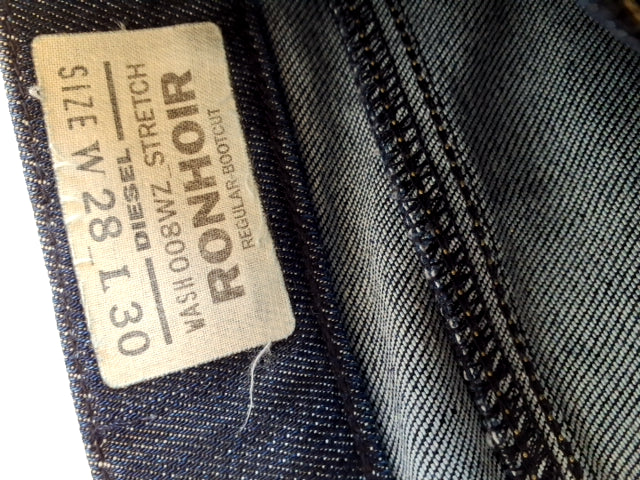 SIZE W 28 L 30
DIESEL
WASH 008WZ_STRETCH
RONHOIR
REGULAR-BOOTCUT